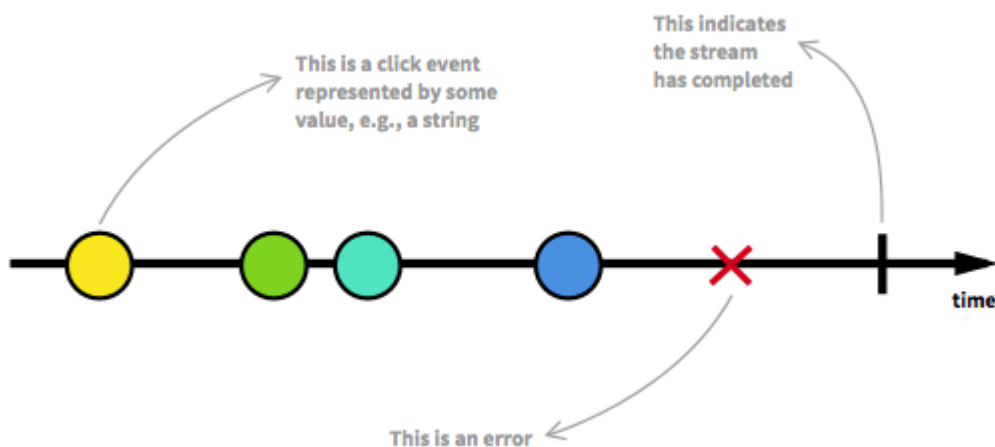 This is a click event
represented by some
value, e.g., a string
This indicates
the stream
has completed
time
This is an error